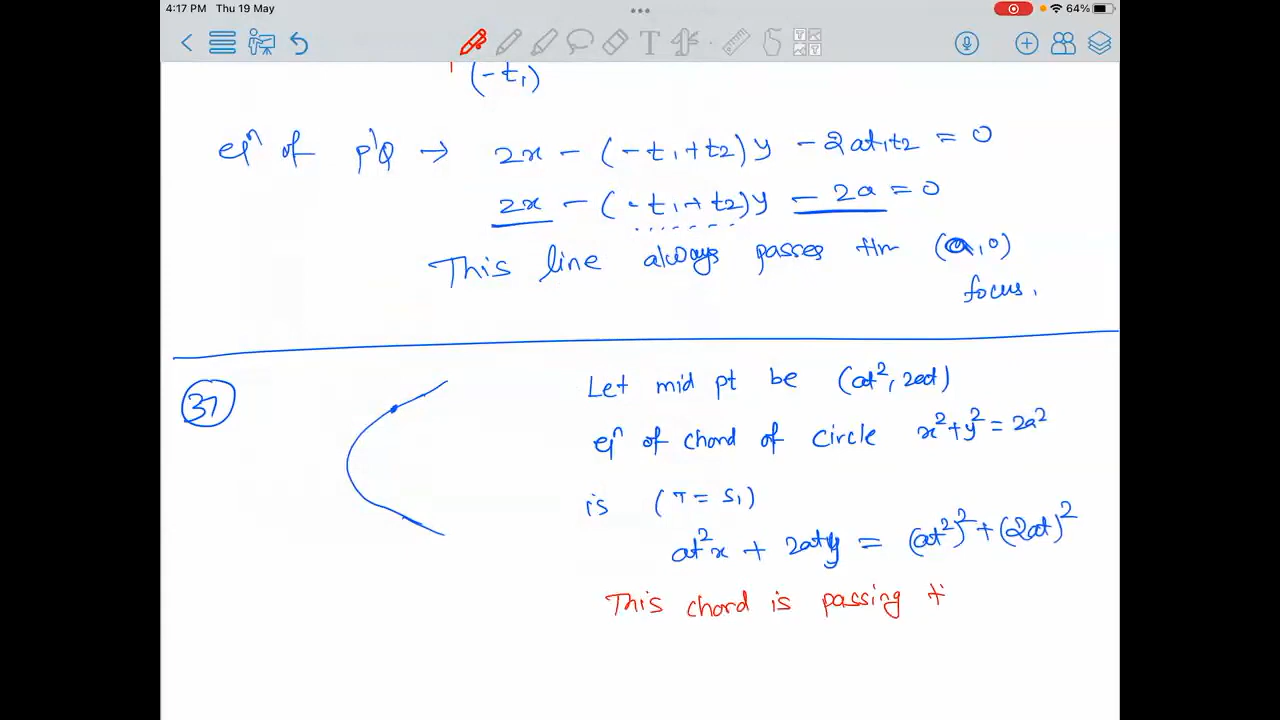 4:17 PM Thu 19 May
64%
(-t₁)
eqⁿ of P'Q → 2x - (-t₁+t₂)y - 2at₁t₂ = 0
2x - (-t₁+t₂)y - 2a = 0
This line always passes thr (a,0)
focus.
37
Let mid pt be (at², 2at)
eqⁿ of chord of circle x²+y²=2a²
is (T = S₁)
at²x + 2aty = (at²)²+(2at)²
This chord is passing t